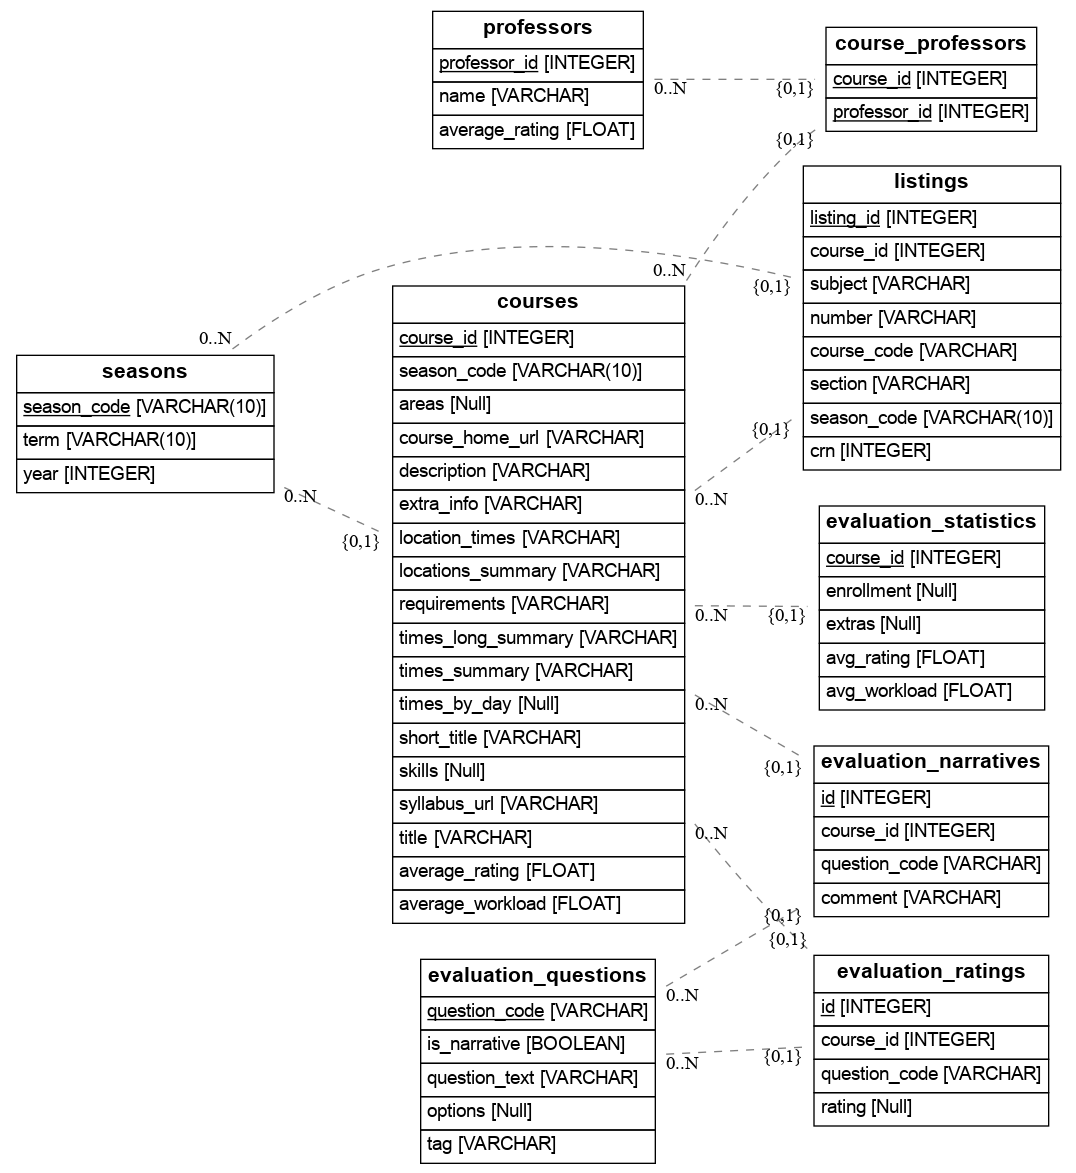 professors
professor_id [INTEGER]
name [VARCHAR]
average_rating [FLOAT]
0..N
{0,1}
course_professors
course_id [INTEGER]
professor_id [INTEGER]
{0,1}
0..N
listings
listing_id [INTEGER]
course_id [INTEGER]
subject [VARCHAR]
number [VARCHAR]
course_code [VARCHAR]
section [VARCHAR]
season_code [VARCHAR(10)]
crn [INTEGER]
{0,1}
0..N
seasons
season_code [VARCHAR(10)]
term [VARCHAR(10)]
year [INTEGER]
0..N
{0,1}
courses
course_id [INTEGER]
season_code [VARCHAR(10)]
areas [Null]
course_home_url [VARCHAR]
description [VARCHAR]
extra_info [VARCHAR]
location_times [VARCHAR]
locations_summary [VARCHAR]
requirements [VARCHAR]
times_long_summary [VARCHAR]
times_summary [VARCHAR]
times_by_day [Null]
short_title [VARCHAR]
skills [Null]
syllabus_url [VARCHAR]
title [VARCHAR]
average_rating [FLOAT]
average_workload [FLOAT]
{0,1}
0..N
0..N
{0,1}
evaluation_statistics
course_id [INTEGER]
enrollment [Null]
extras [Null]
avg_rating [FLOAT]
avg_workload [FLOAT]
0..N
{0,1}
evaluation_narratives
id [INTEGER]
course_id [INTEGER]
question_code [VARCHAR]
comment [VARCHAR]
0..N
{0,1}
{0,1}
0..N
evaluation_questions
question_code [VARCHAR]
is_narrative [BOOLEAN]
question_text [VARCHAR]
options [Null]
tag [VARCHAR]
0..N
{0,1}
evaluation_ratings
id [INTEGER]
course_id [INTEGER]
question_code [VARCHAR]
rating [Null]